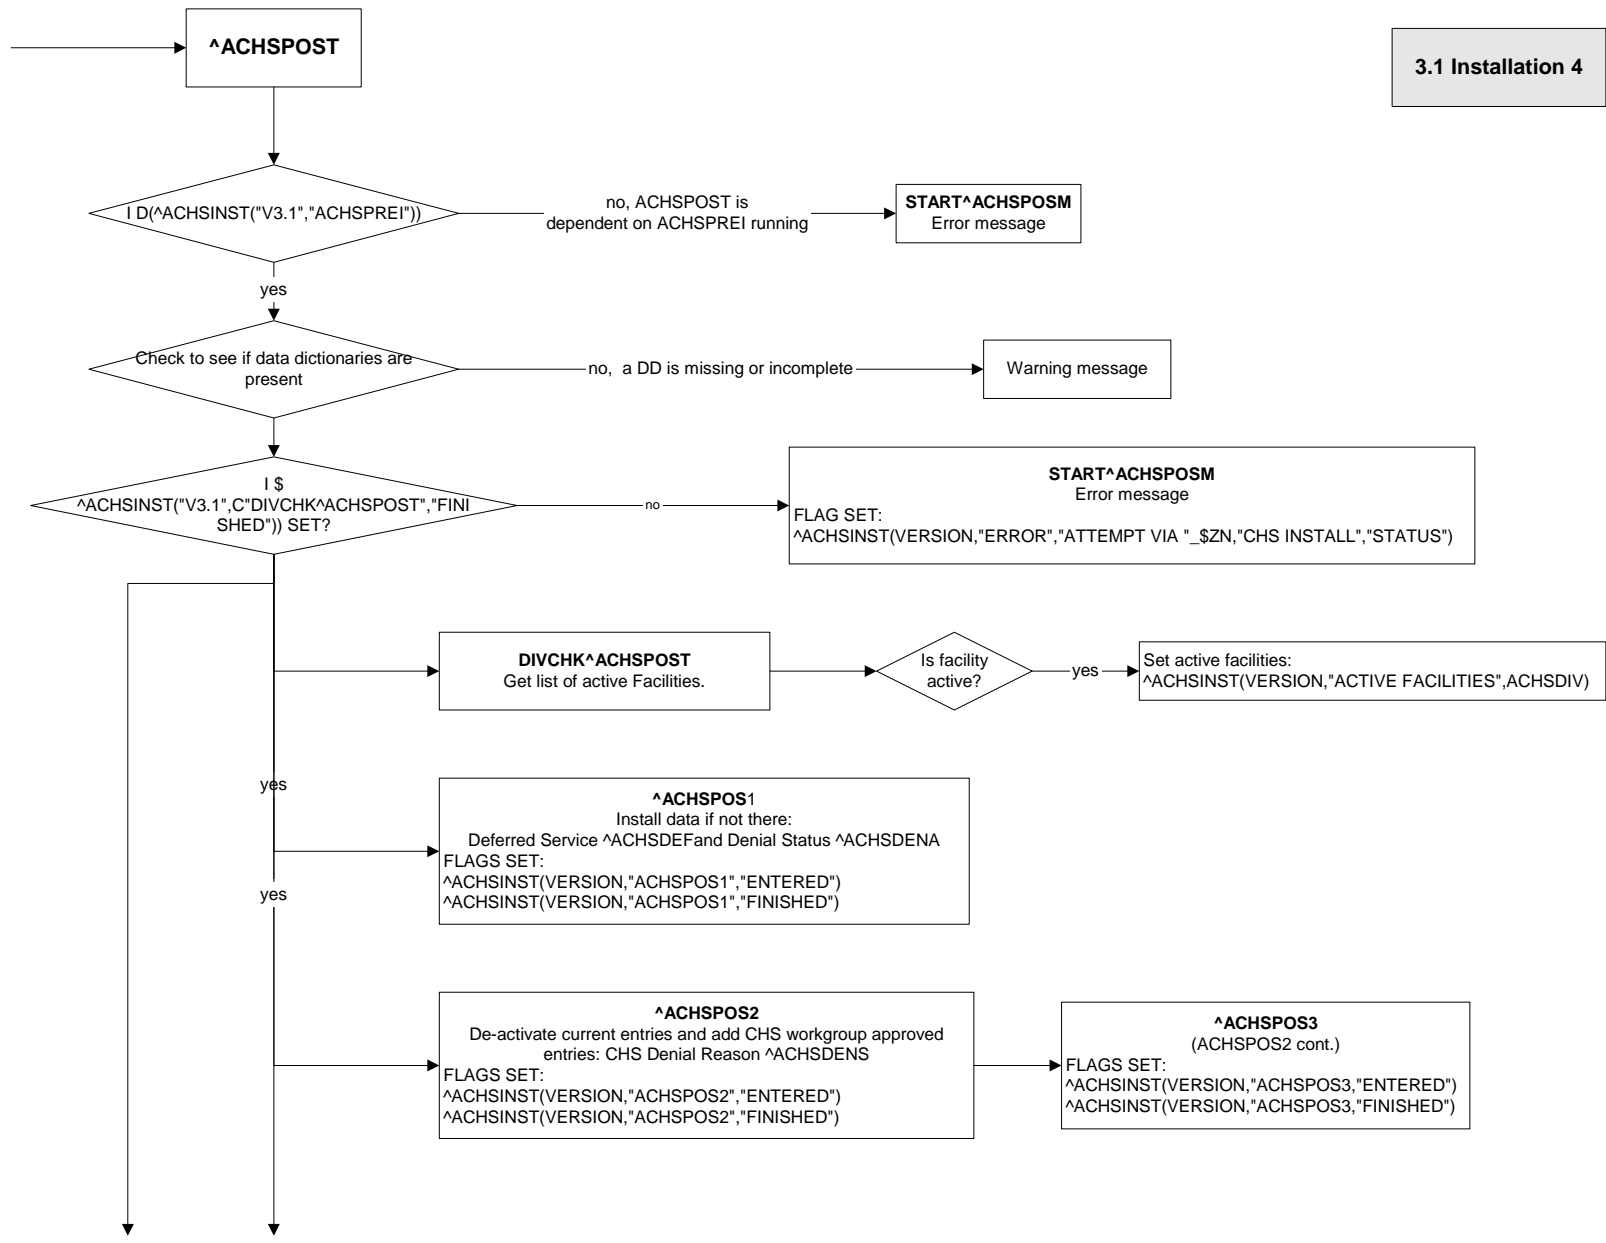 ^ACHSPOST
3.1 Installation 4
I D(^ACHSINST("V3.1","ACHSPREI"))
no, ACHSPOST is
dependent on ACHSPREI running
START^ACHSPOSM
Error message
yes
Check to see if data dictionaries are
present
no,  a DD is missing or incomplete
Warning message
I $
^ACHSINST("V3.1",C"DIVCHK^ACHSPOST","FINI
SHED")) SET?
no
START^ACHSPOSM
Error message
FLAG SET:
^ACHSINST(VERSION,"ERROR","ATTEMPT VIA "_$ZN,"CHS INSTALL","STATUS")
DIVCHK^ACHSPOST
Get list of active Facilities.
Is facility
active?
yes
Set active facilities:
^ACHSINST(VERSION,"ACTIVE FACILITIES",ACHSDIV)
yes
^ACHSPOS1
Install data if not there:
Deferred Service ^ACHSDEFand Denial Status ^ACHSDENA
FLAGS SET:
^ACHSINST(VERSION,"ACHSPOS1","ENTERED")
^ACHSINST(VERSION,"ACHSPOS1","FINISHED")
yes
^ACHSPOS2
De-activate current entries and add CHS workgroup approved
entries: CHS Denial Reason ^ACHSDENS
FLAGS SET:
^ACHSINST(VERSION,"ACHSPOS2","ENTERED")
^ACHSINST(VERSION,"ACHSPOS2","FINISHED")
^ACHSPOS3
(ACHSPOS2 cont.)
FLAGS SET:
^ACHSINST(VERSION,"ACHSPOS3,"ENTERED")
^ACHSINST(VERSION,"ACHSPOS3,"FINISHED")